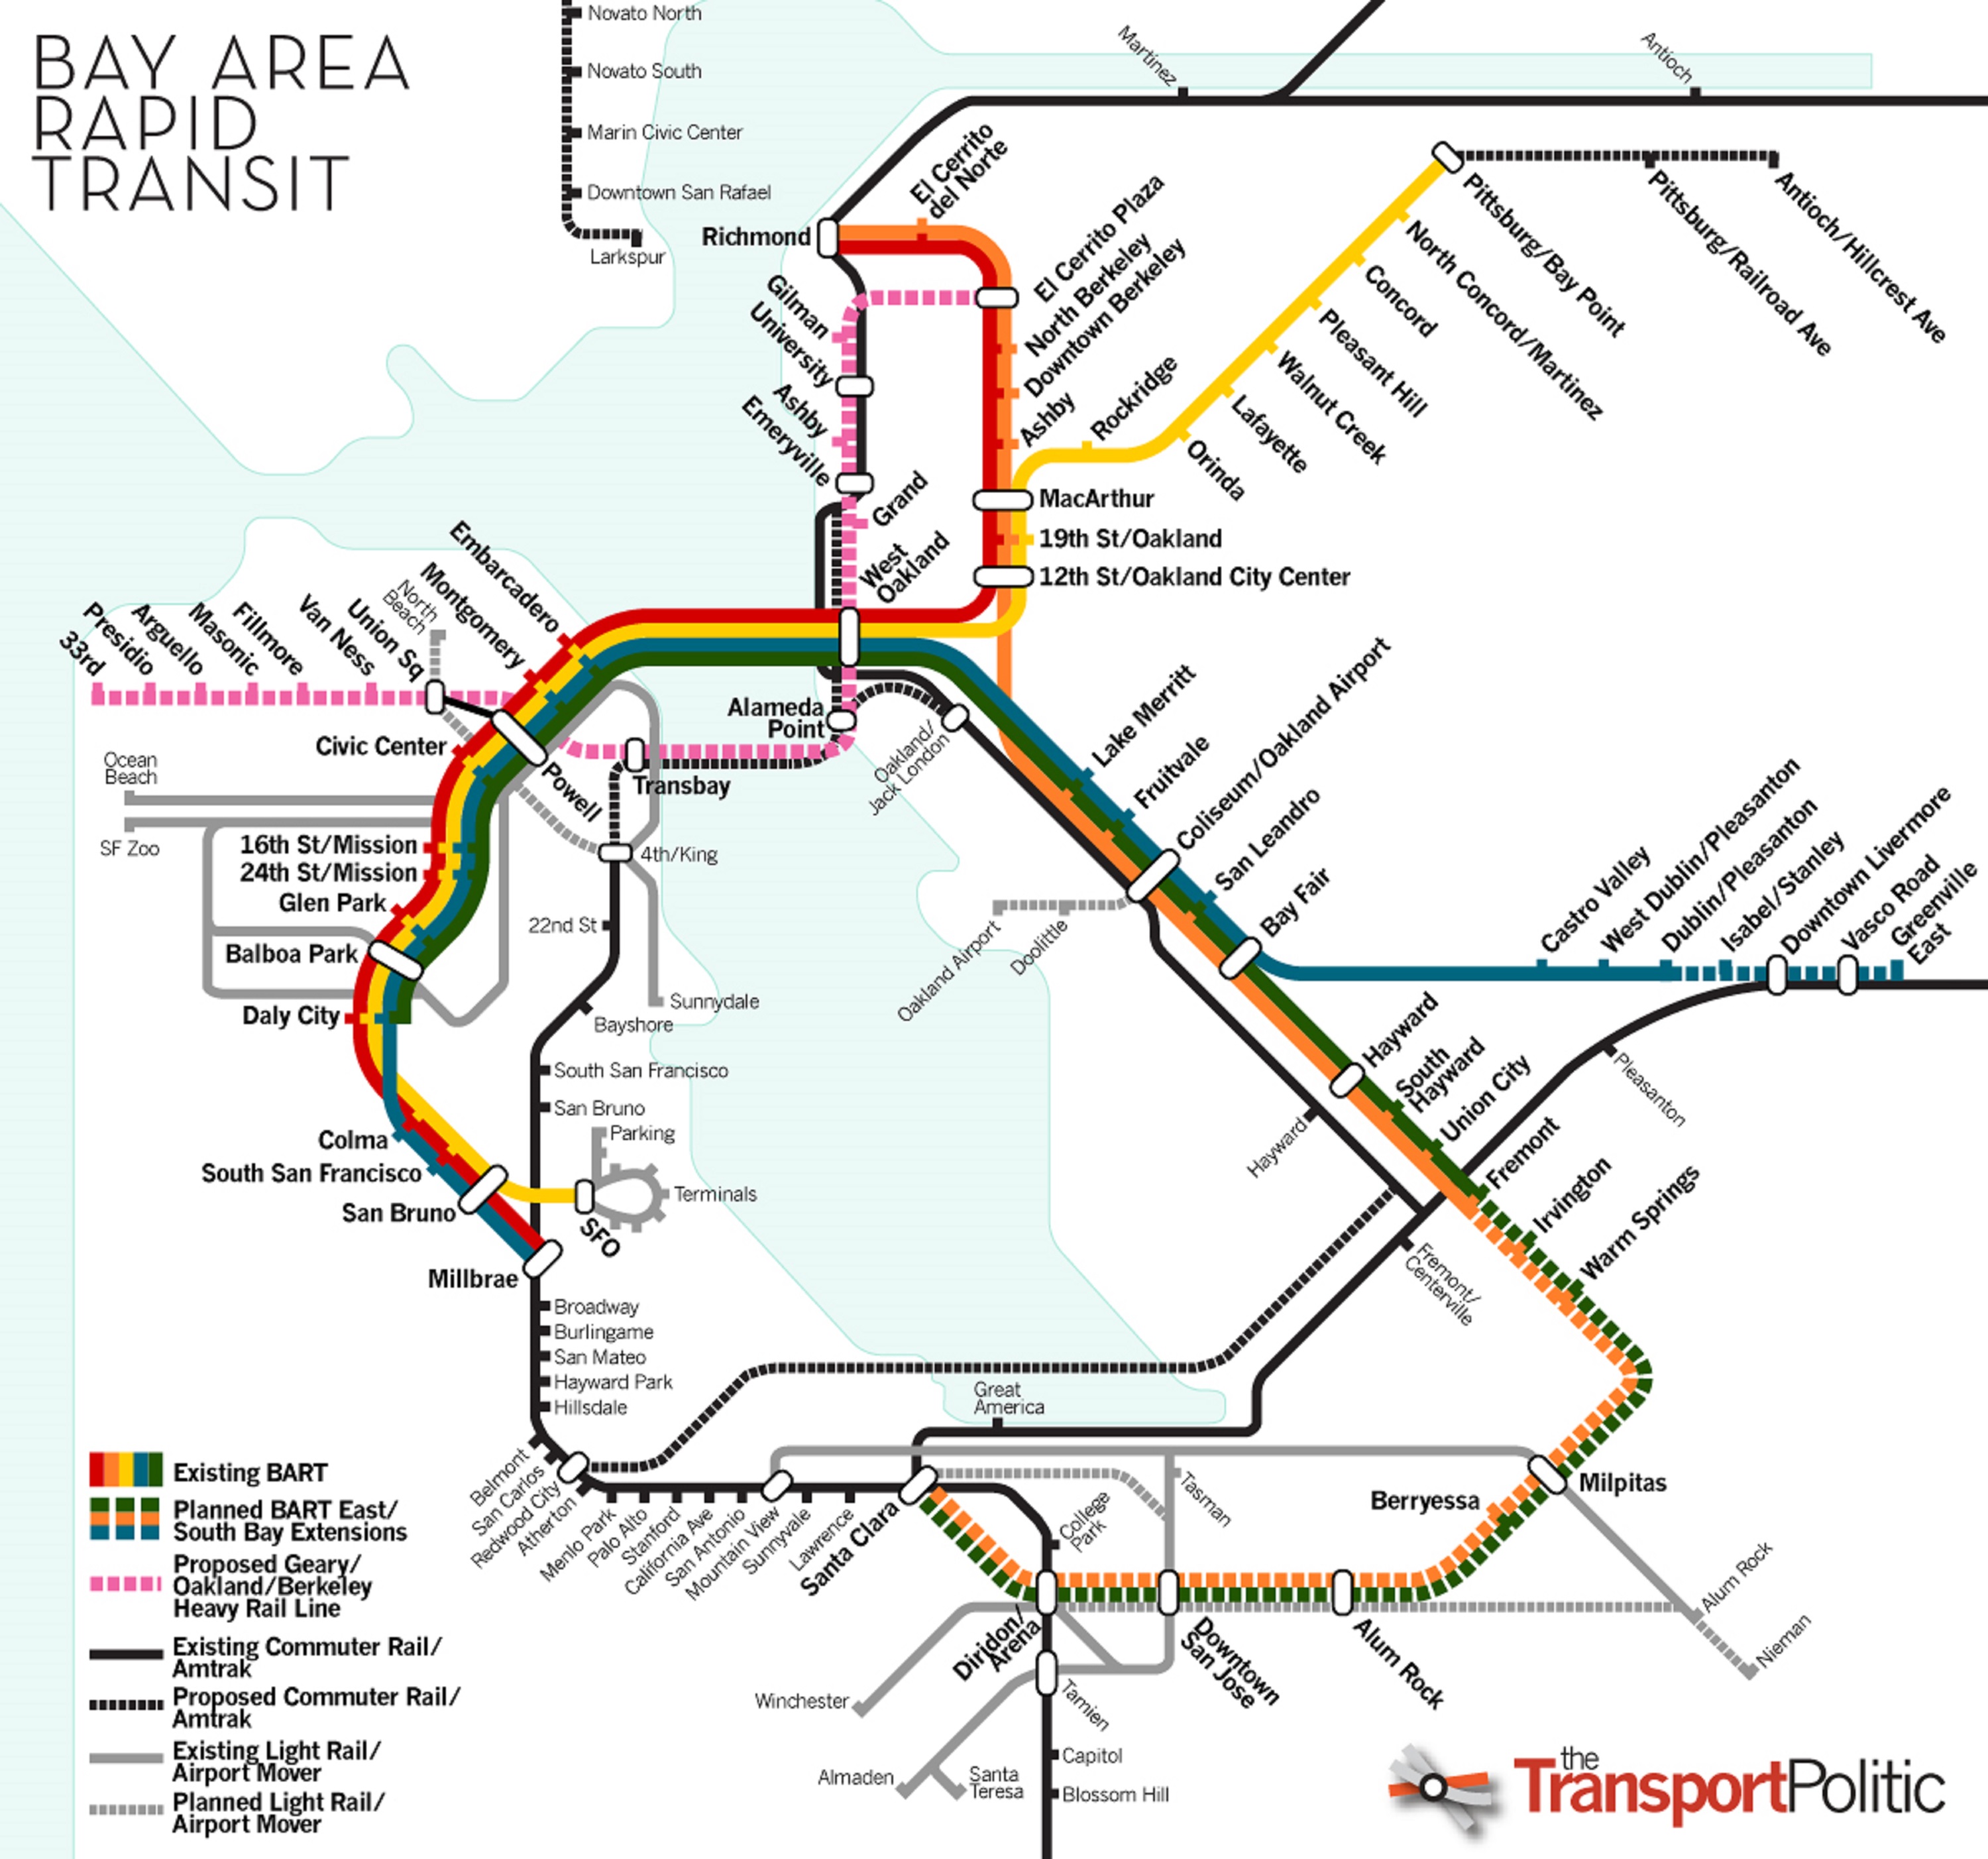 BAY AREA
RAPID
TRANSIT
Novato North
Novato South
Marin Civic Center
Downtown San Rafael
Larkspur
Martinez
Antioch
Richmond
El Cerrito
del Norte
El Cerrito Plaza
North Berkeley
Downtown Berkeley
Ashby
Gilman
University
Ashby
Emeryville
Grand
West
Oakland
MacArthur
19th St/Oakland
12th St/Oakland City Center
Rockridge
Orinda
Lafayette
Walnut Creek
Pleasant Hill
Concord
North Concord/Martinez
Pittsburg/Bay Point
Pittsburg/Railroad Ave
Antioch/Hillcrest Ave
33rd
Presidio
Arguello
Masonic
Fillmore
Van Ness
Union Sq
North
Beach
Montgomery
Embarcadero
Civic Center
Powell
Ocean
Beach
SF Zoo
16th St/Mission
24th St/Mission
Glen Park
Balboa Park
Daly City
Colma
South San Francisco
San Bruno
Millbrae
SFO
Parking
Terminals
Alameda
Point
Transbay
Oakland/
Jack London
4th/King
22nd St
Sunnydale
Bayshore
South San Francisco
San Bruno
Broadway
Burlingame
San Mateo
Hayward Park
Hillsdale
Belmont
San Carlos
Redwood City
Atherton
Menlo Park
Palo Alto
Stanford
California Ave
San Antonio
Mountain View
Sunnyvale
Lawrence
Santa Clara
Great
America
Lake Merritt
Fruitvale
Coliseum/Oakland Airport
San Leandro
Bay Fair
Oakland Airport
Doolittle
Castro Valley
West Dublin/Pleasanton
Dublin/Pleasanton
Isabel/Stanley
Downtown Livermore
Vasco Road
Greenville
East
Hayward
South
Hayward
Union City
Fremont
Irvington
Warm Springs
Pleasanton
Hayward
Fremont/
Centerville
Milpitas
Berryessa
Tasman
College
Park
Alum Rock
Nieman
Diridon/
Arena
Downtown
San Jose
Alum Rock
Winchester
Tamien
Almaden
Santa
Teresa
Capitol
Blossom Hill
Existing BART
Planned BART East/
South Bay Extensions
Proposed Geary/
Oakland/Berkeley
Heavy Rail Line
Existing Commuter Rail/
Amtrak
Proposed Commuter Rail/
Amtrak
Existing Light Rail/
Airport Mover
Planned Light Rail/
Airport Mover
the
TransportPolitic